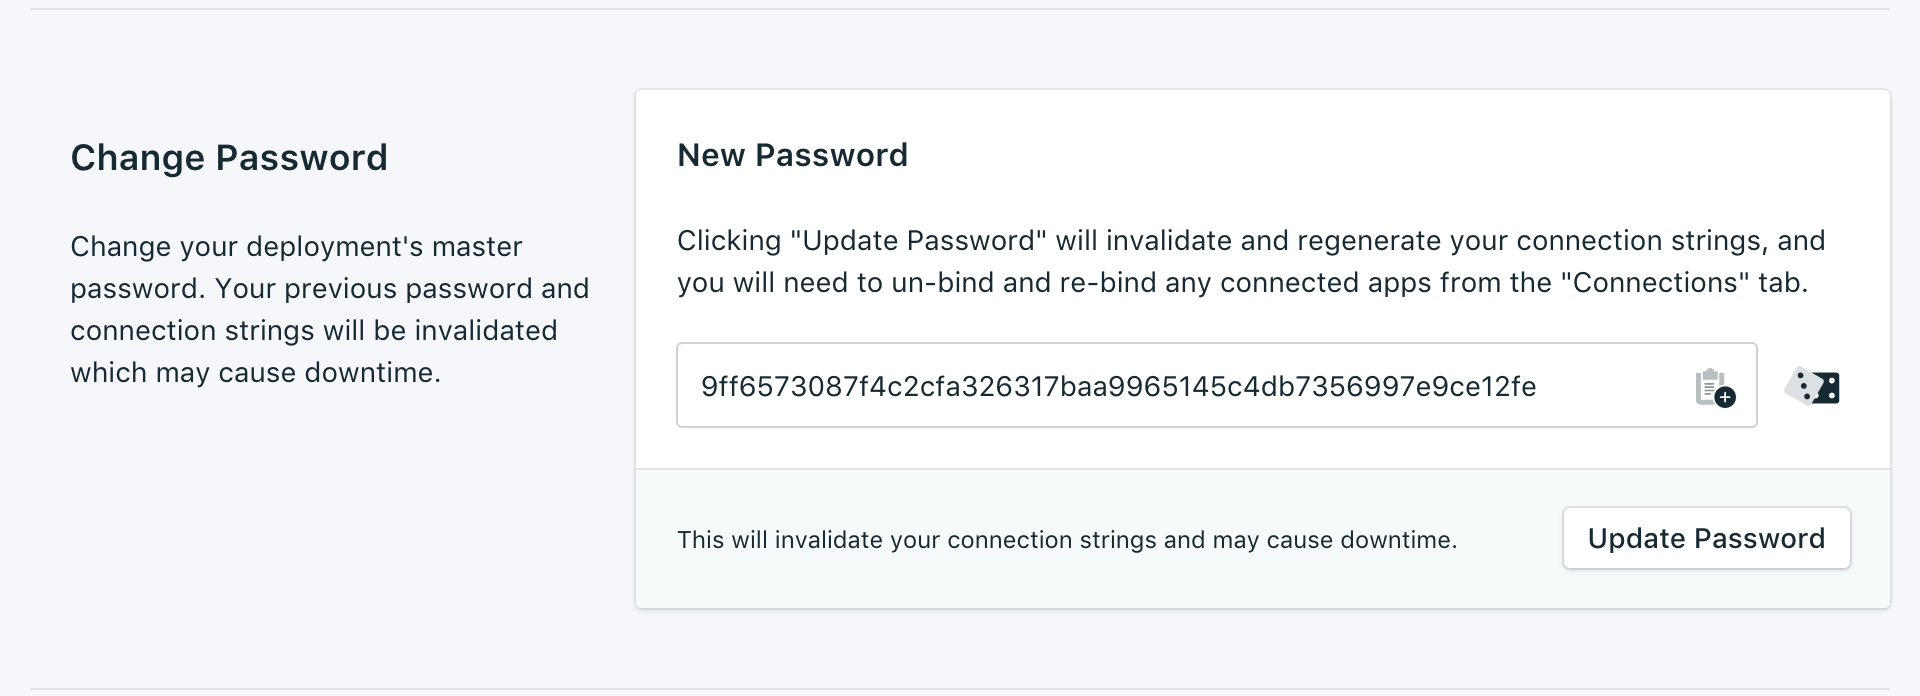 Change Password
Change your deployment's master
password. Your previous password and
connection strings will be invalidated
which may cause downtime.
New Password
Clicking "Update Password" will invalidate and regenerate your connection strings, and
you will need to un-bind and re-bind any connected apps from the "Connections" tab.
9ff6573087f4c2cfa326317baa9965145c4db7356997e9ce12fe
This will invalidate your connection strings and may cause downtime.
Update Password